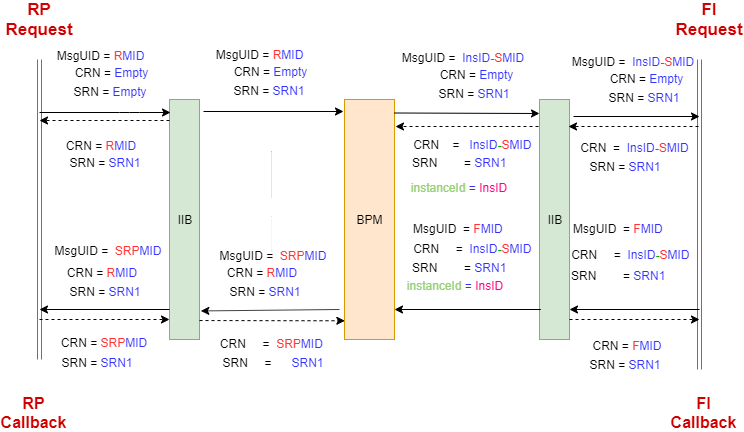 RP
Request
FI
Request
MsgUID = RMID
CRN = Empty
SRN = Empty
MsgUID = RMID
CRN = Empty
SRN = SRN1
MsgUID = InsID-SMID
CRN = Empty
SRN = SRN1
MsgUID = InsID-SMID
CRN = Empty
SRN = SRN1
CRN = RMID
SRN = SRN1
CRN = InsID-SMID
SRN = SRN1
instanceId = InsID
CRN = InsID-SMID
SRN = SRN1
IIB
BPM
IIB
MsgUID = SRPMID
CRN = RMID
SRN = SRN1
MsgUID = SRPMID
CRN = RMID
SRN = SRN1
MsgUID = FMID
CRN = InsID-SMID
SRN = SRN1
instanceId = InsID
MsgUID = FMID
CRN = InsID-SMID
SRN = SRN1
CRN = SRPMID
SRN = SRN1
CRN = SRPMID
SRN = SRN1
CRN = FMID
SRN = SRN1
RP
Callback
FI
Callback